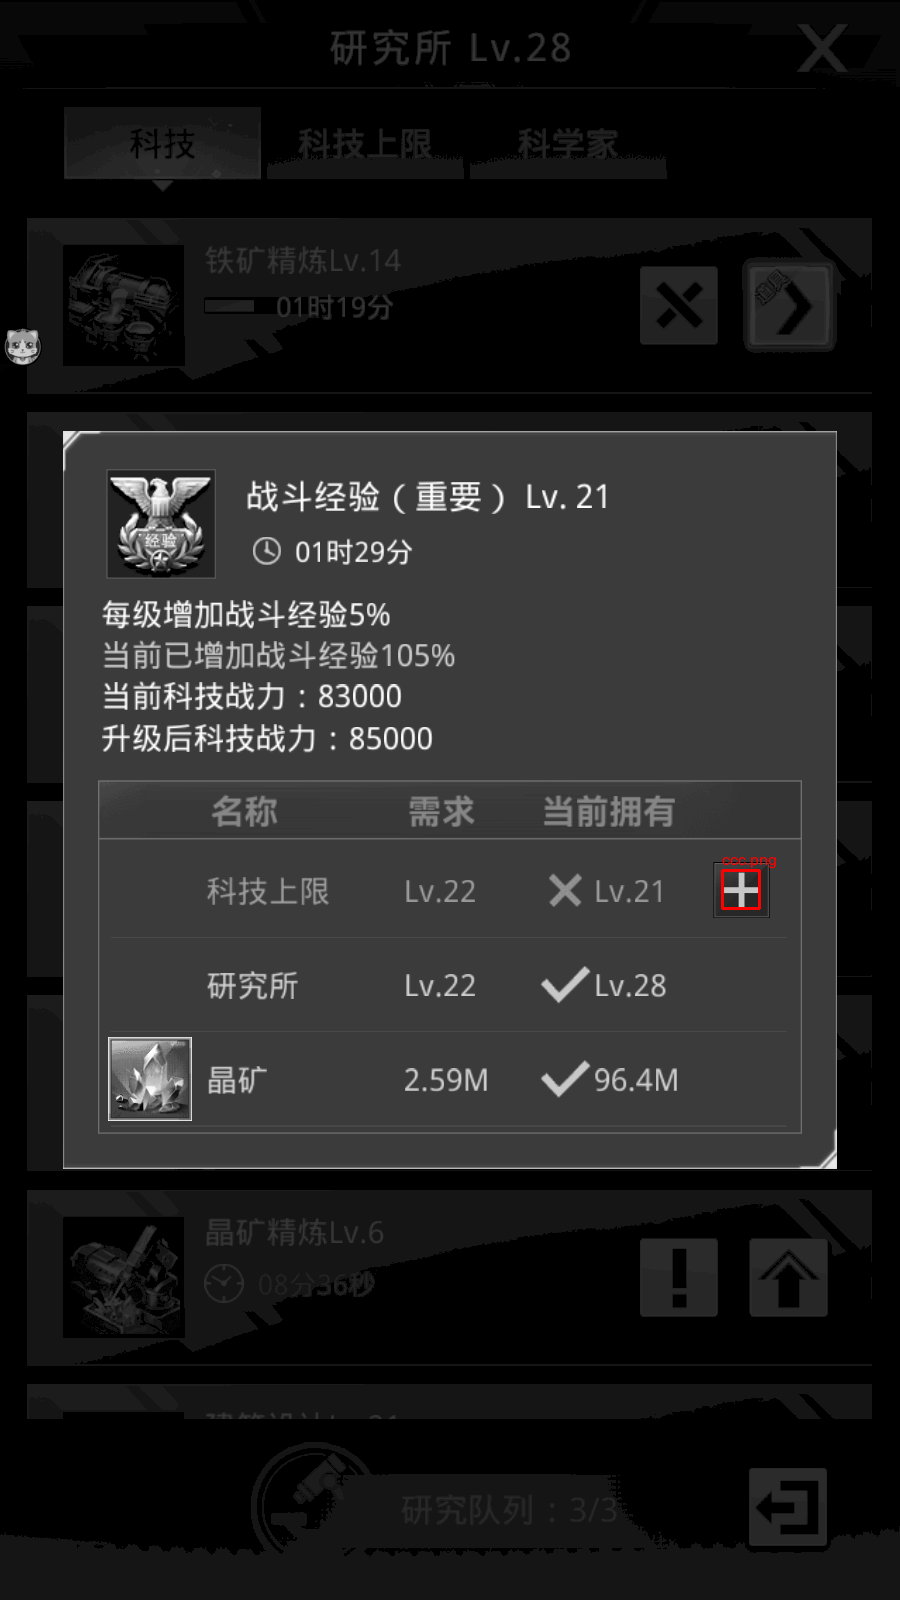 研究所 Lv.28
科技
科技上限
科学家
铁矿精炼Lv.14
01时19分
道具
经验
战斗经验（重要）Lv. 21
01时29分
每级增加战斗经验5%
当前已增加战斗经验105%
当前科技战力：83000
升级后科技战力：85000
名称 需求 当前拥有
ccc.png
科技上限 Lv.22 Lv.21
研究所 Lv.22 Lv.28
晶矿 2.59M 96.4M
晶矿精炼Lv.6
08分36秒
研究队列：3/3